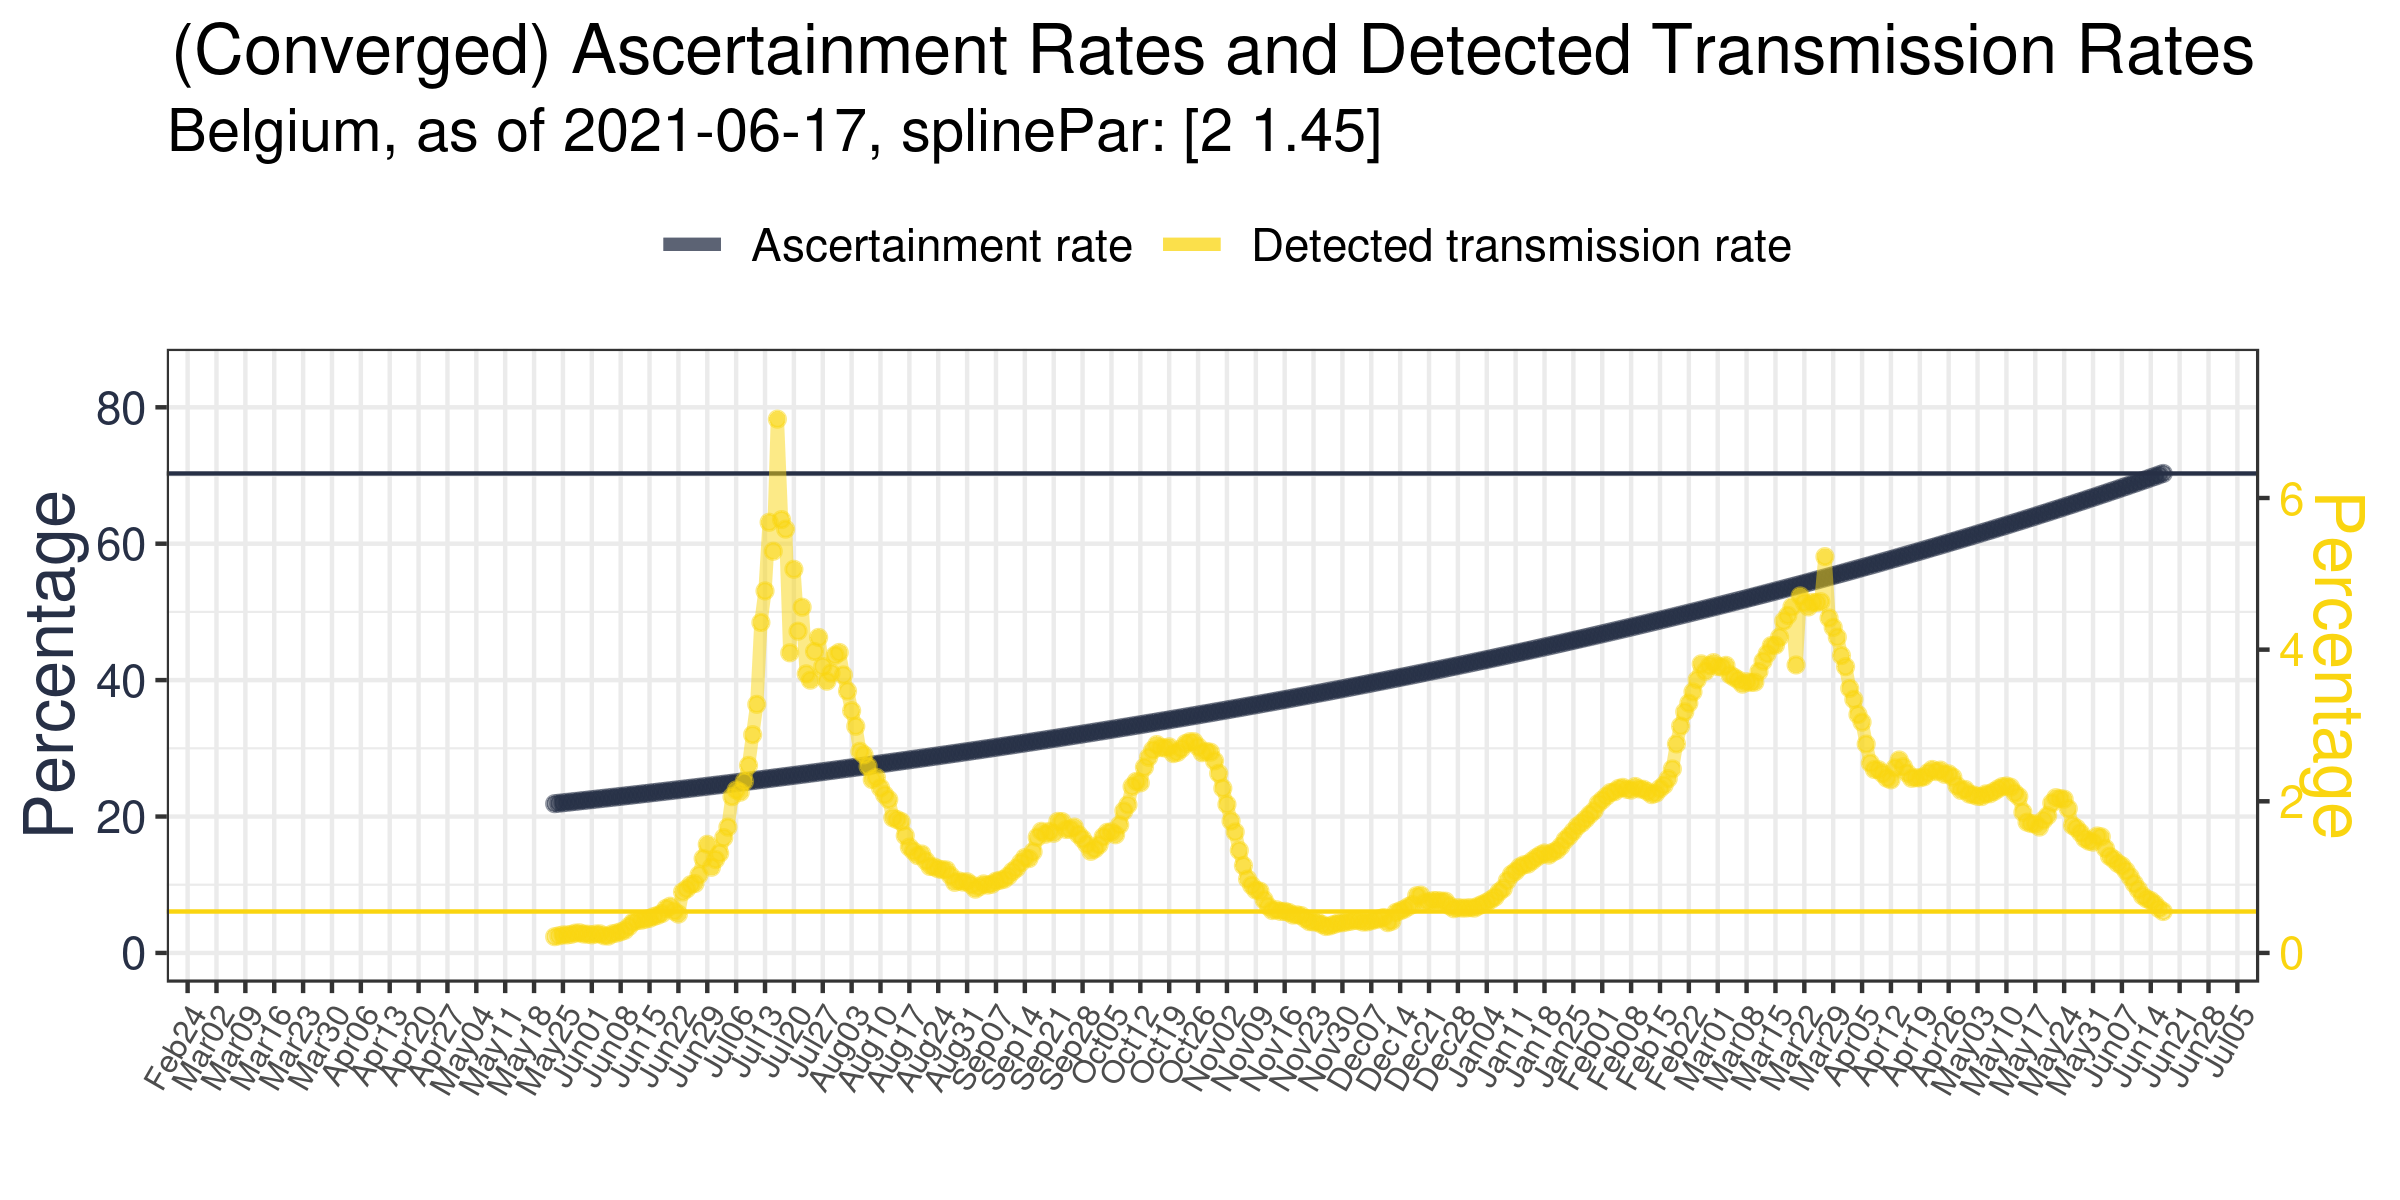 (Converged) Ascertainment Rates and Detected Transmission Rates
Belgium, as of 2021-06-17, splinePar: [2 1.45]
Ascertainment rate
Detected transmission rate
Percentage
80
60
40
20
0
6
4
2
0
Percentage
Feb24
Mar02
Mar09
Mar16
Mar23
Mar30
Apr06
Apr13
Apr20
Apr27
May04
May11
May18
May25
Jun01
Jun08
Jun15
Jun22
Jun29
Jul06
Jul13
Jul20
Jul27
Aug03
Aug10
Aug17
Aug24
Aug31
Sep07
Sep14
Sep21
Sep28
Oct05
Oct12
Oct19
Oct26
Nov02
Nov09
Nov16
Nov23
Nov30
Dec07
Dec14
Dec21
Dec28
Jan04
Jan11
Jan18
Jan25
Feb01
Feb08
Feb15
Feb22
Mar01
Mar08
Mar15
Mar22
Mar29
Apr05
Apr12
Apr19
Apr26
May03
May10
May17
May24
May31
Jun07
Jun14
Jun21
Jun28
Jul05